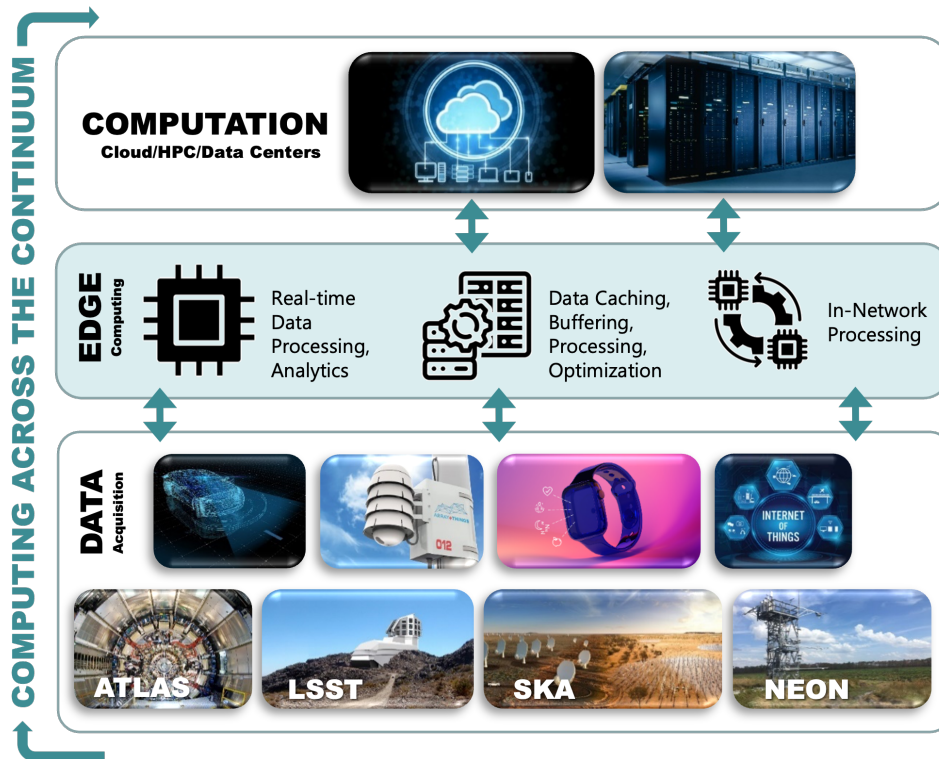 COMPUTING ACROSS THE CONTINUUM
COMPUTATION
Cloud/HPC/Data Centers
EDGE
Computing
Real-time
Data
Processing,
Analytics
Data Caching,
Buffering,
Processing,
Optimization
In-Network
Processing
DATA
Acquisition
012
INTERNET
OF
THINGS
ATLAS
LSST
SKA
NEON